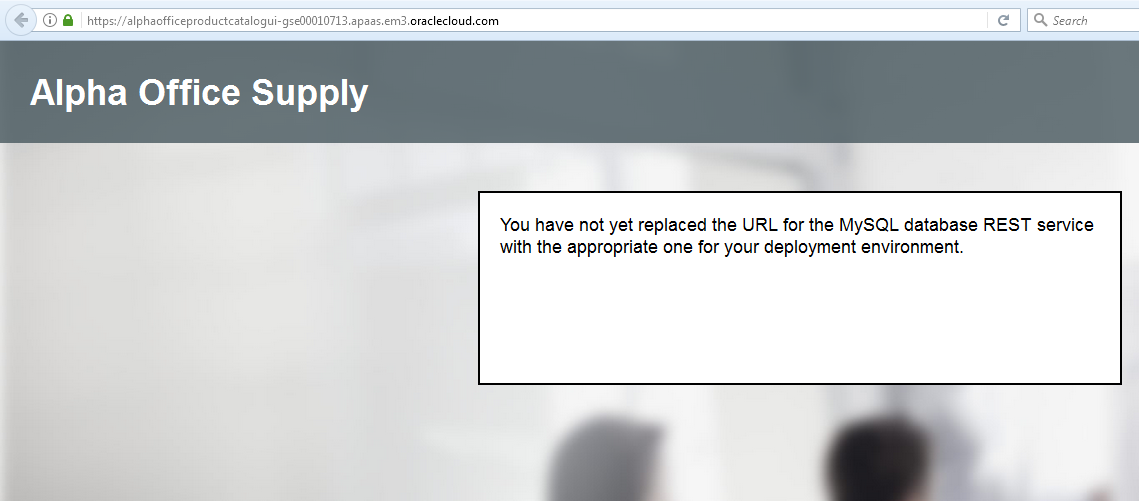 https://alphaofficeproductcatalogui-gse00010713.apaas.em3.oraclecloud.com
Search
Alpha Office Supply
You have not yet replaced the URL for the MySQL database REST service
with the appropriate one for your deployment environment.